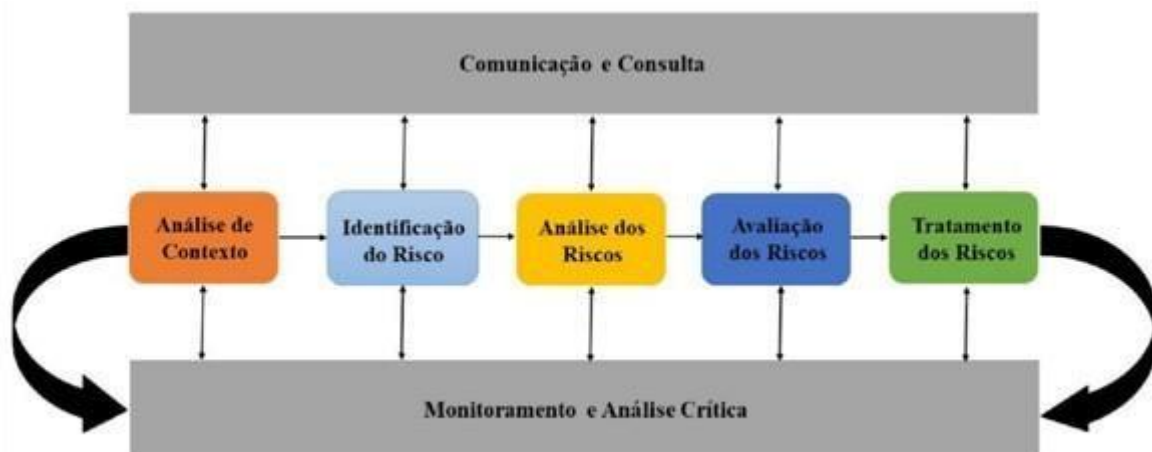 Comunicação e Consulta
Análise de
Contexto
Identificação
do Risco
Análise dos
Riscos
Avaliação
dos Riscos
Tratamento
dos Riscos
Monitoramento e Análise Crítica